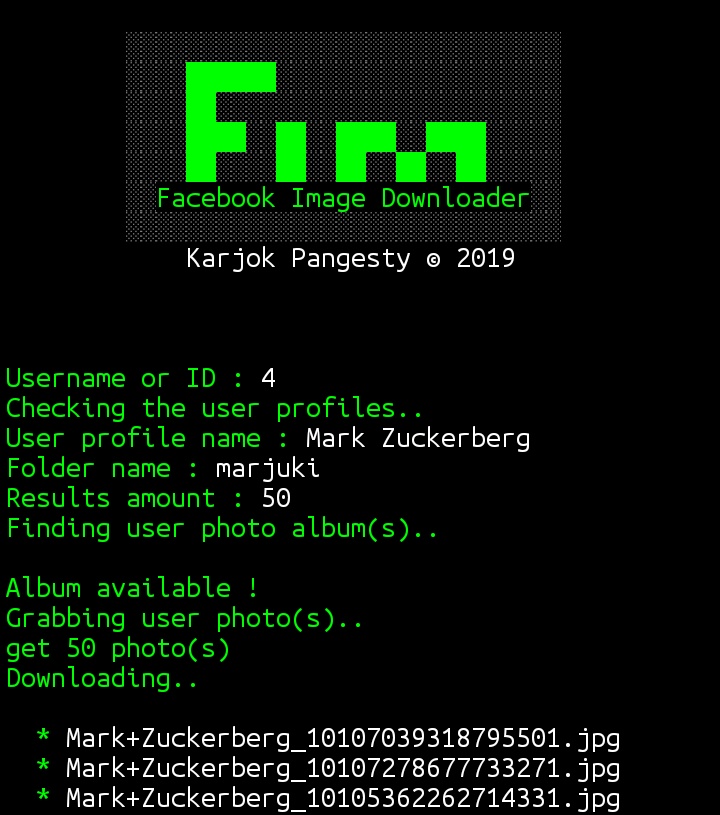 Fim
Facebook Image Downloader
Karjok Pangesty © 2019
Username or ID : 4
Checking the user profiles..
User profile name : Mark Zuckerberg
Folder name : marjuki
Results amount : 50
Finding user photo album(s)..
Album available !
Grabbing user photo(s)..
get 50 photo(s)
Downloading..
* Mark+Zuckerberg_10107039318795501.jpg
* Mark+Zuckerberg_10107278677733271.jpg
* Mark+Zuckerberg_10105362262714331.jpg